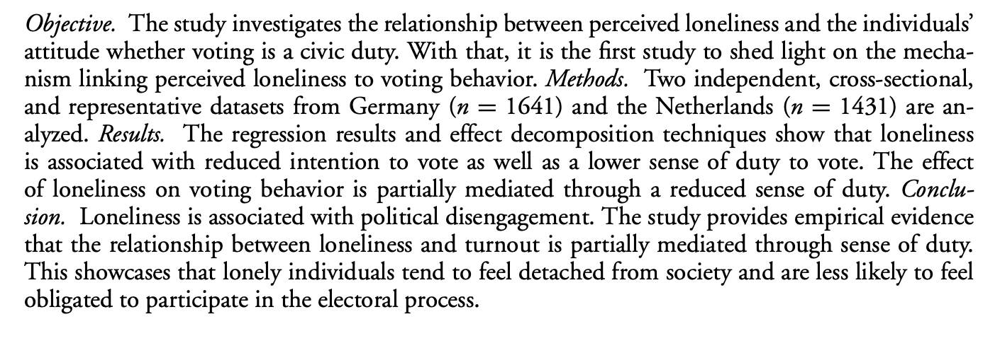 Objective. The study investigates the relationship between perceived loneliness and the individuals’
attitude whether voting is a civic duty. With that, it is the first study to shed light on the mecha-
nism linking perceived loneliness to voting behavior. Methods. Two independent, cross-sectional,
and representative datasets from Germany (n = 1641) and the Netherlands (n = 1431) are an-
alyzed. Results. The regression results and effect decomposition techniques show that loneliness
is associated with reduced intention to vote as well as a lower sense of duty to vote. The effect
of loneliness on voting behavior is partially mediated through a reduced sense of duty. Conclu-
sion. Loneliness is associated with political disengagement. The study provides empirical evidence
that the relationship between loneliness and turnout is partially mediated through sense of duty.
This showcases that lonely individuals tend to feel detached from society and are less likely to feel
obligated to participate in the electoral process.